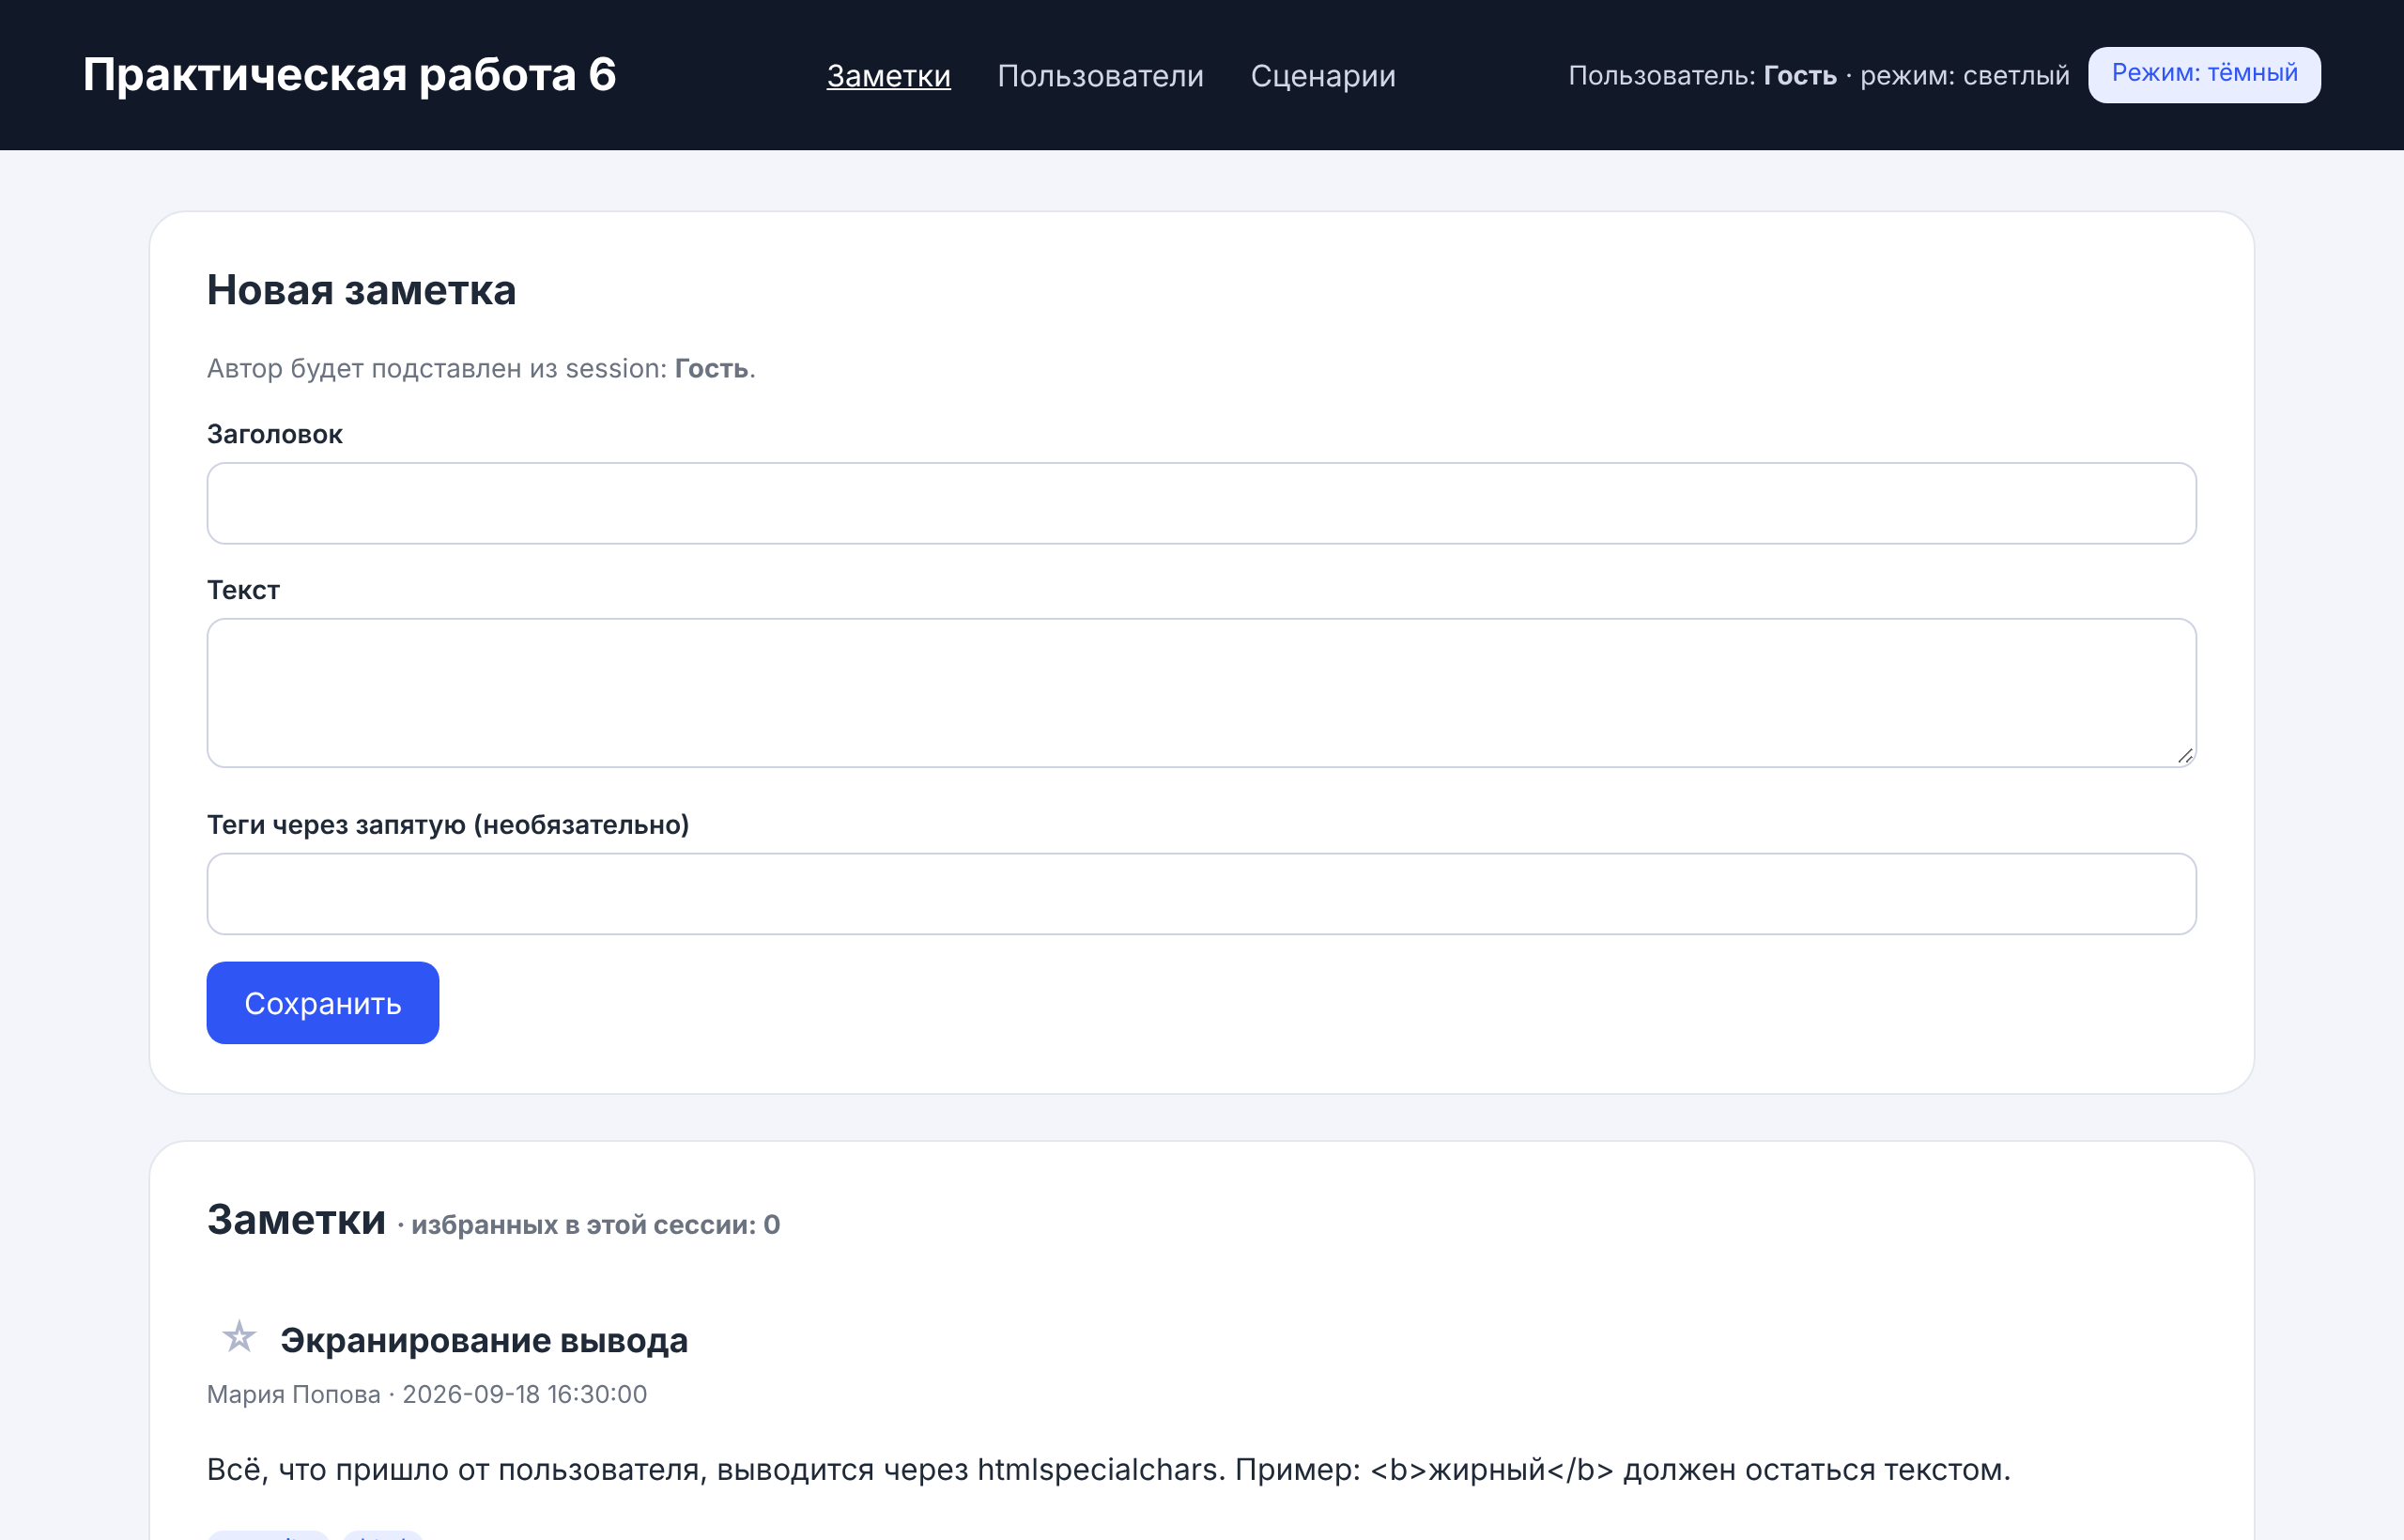 Практическая работа 6
Заметки Пользователи Сценарии
Пользователь: Гость · режим: светлый Режим: тёмный
Новая заметка
Автор будет подставлен из session: Гость.
Заголовок
Текст
Теги через запятую (необязательно)
Сохранить
Заметки · избранных в этой сессии: 0
Экранирование вывода
Мария Попова · 2026-09-18 16:30:00
Всё, что пришло от пользователя, выводится через htmlspecialchars. Пример: <b>жирный</b> должен остаться текстом.